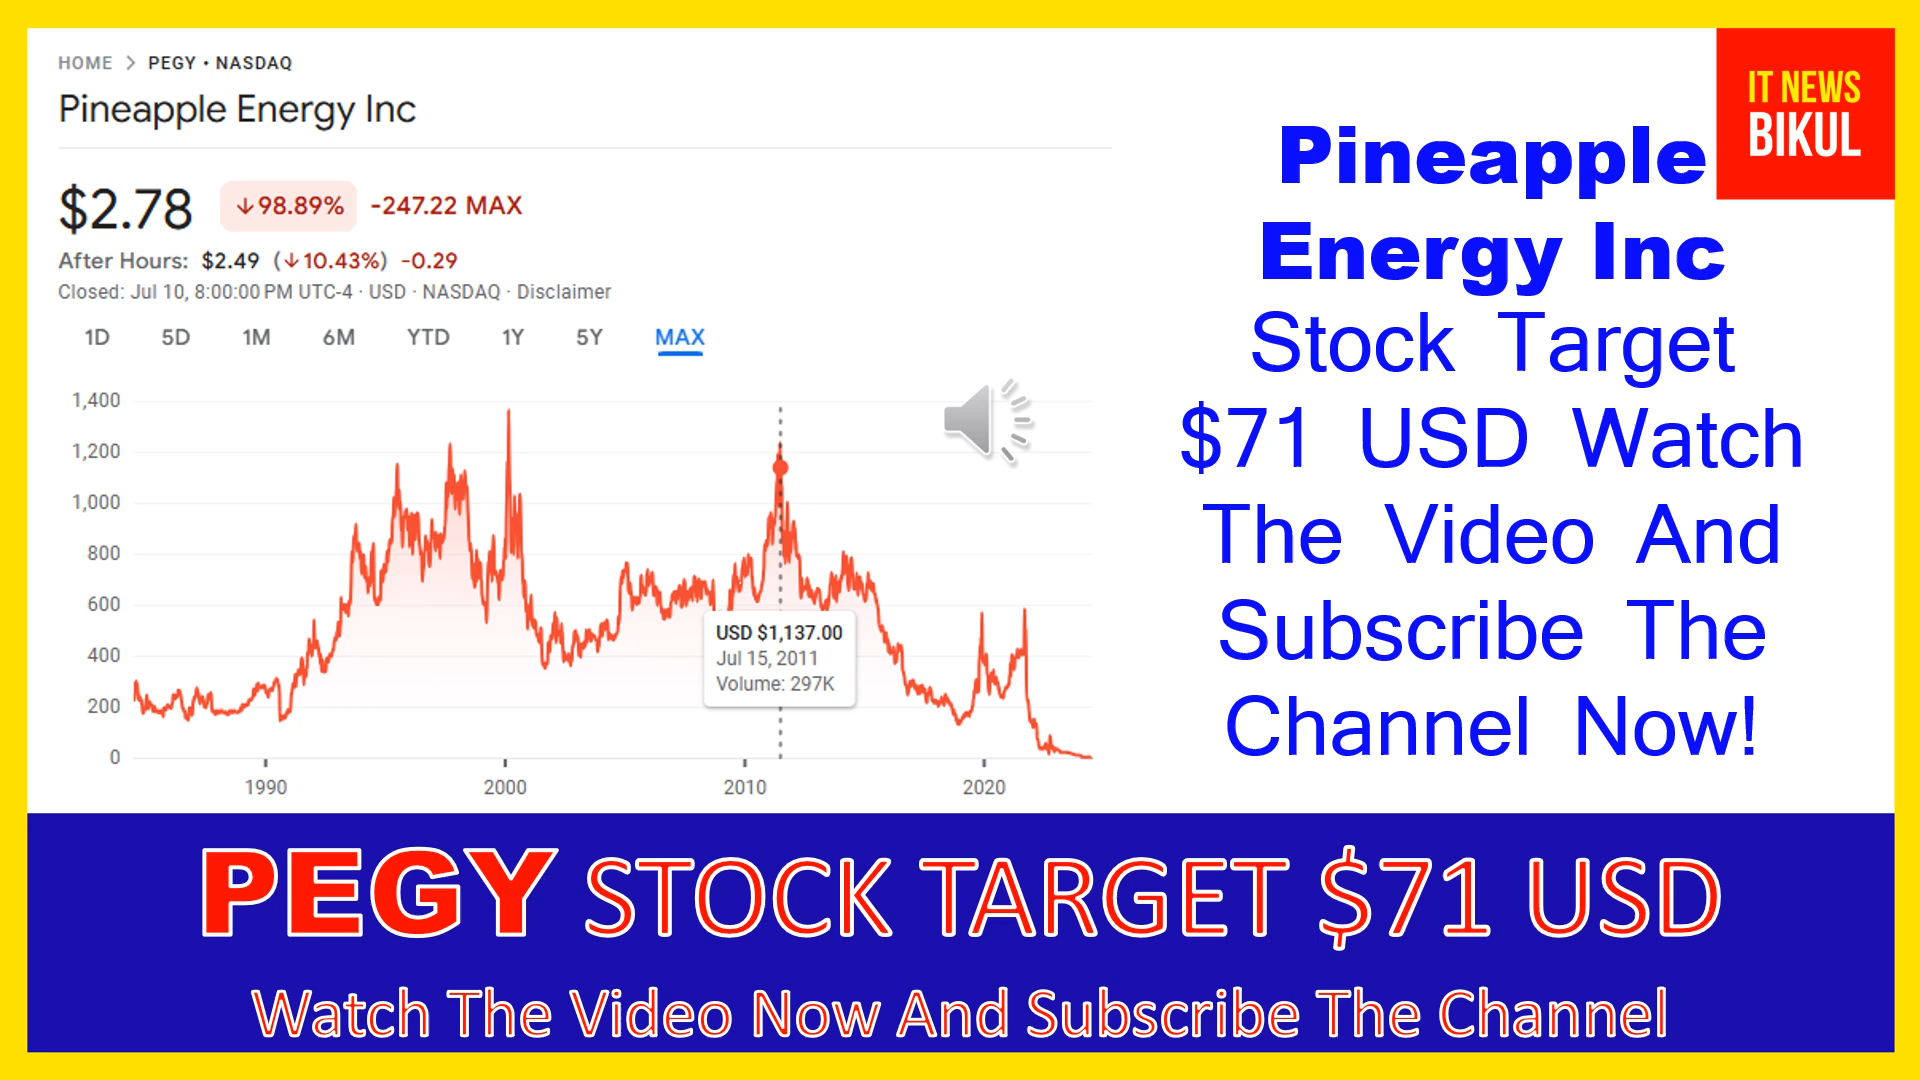 HOME > PEGY • NASDAQ
Pineapple Energy Inc
$2.78 ↓98.89% -247.22 MAX
After Hours: $2.49 (↓10.43%) -0.29
Closed: Jul 10, 8:00:00 PM UTC-4 · USD · NASDAQ · Disclaimer
1D 5D 1M 6M YTD 1Y 5Y MAX
1,400
1,200
1,000
800
600
400
200
0
USD $1,137.00
Jul 15, 2011
Volume: 297K
1990 2000 2010 2020
IT NEWS
BIKUL
Pineapple
Energy Inc
Stock Target
$71 USD Watch
The Video And
Subscribe The
Channel Now!
PEGY STOCK TARGET $71 USD
Watch The Video Now And Subscribe The Channel